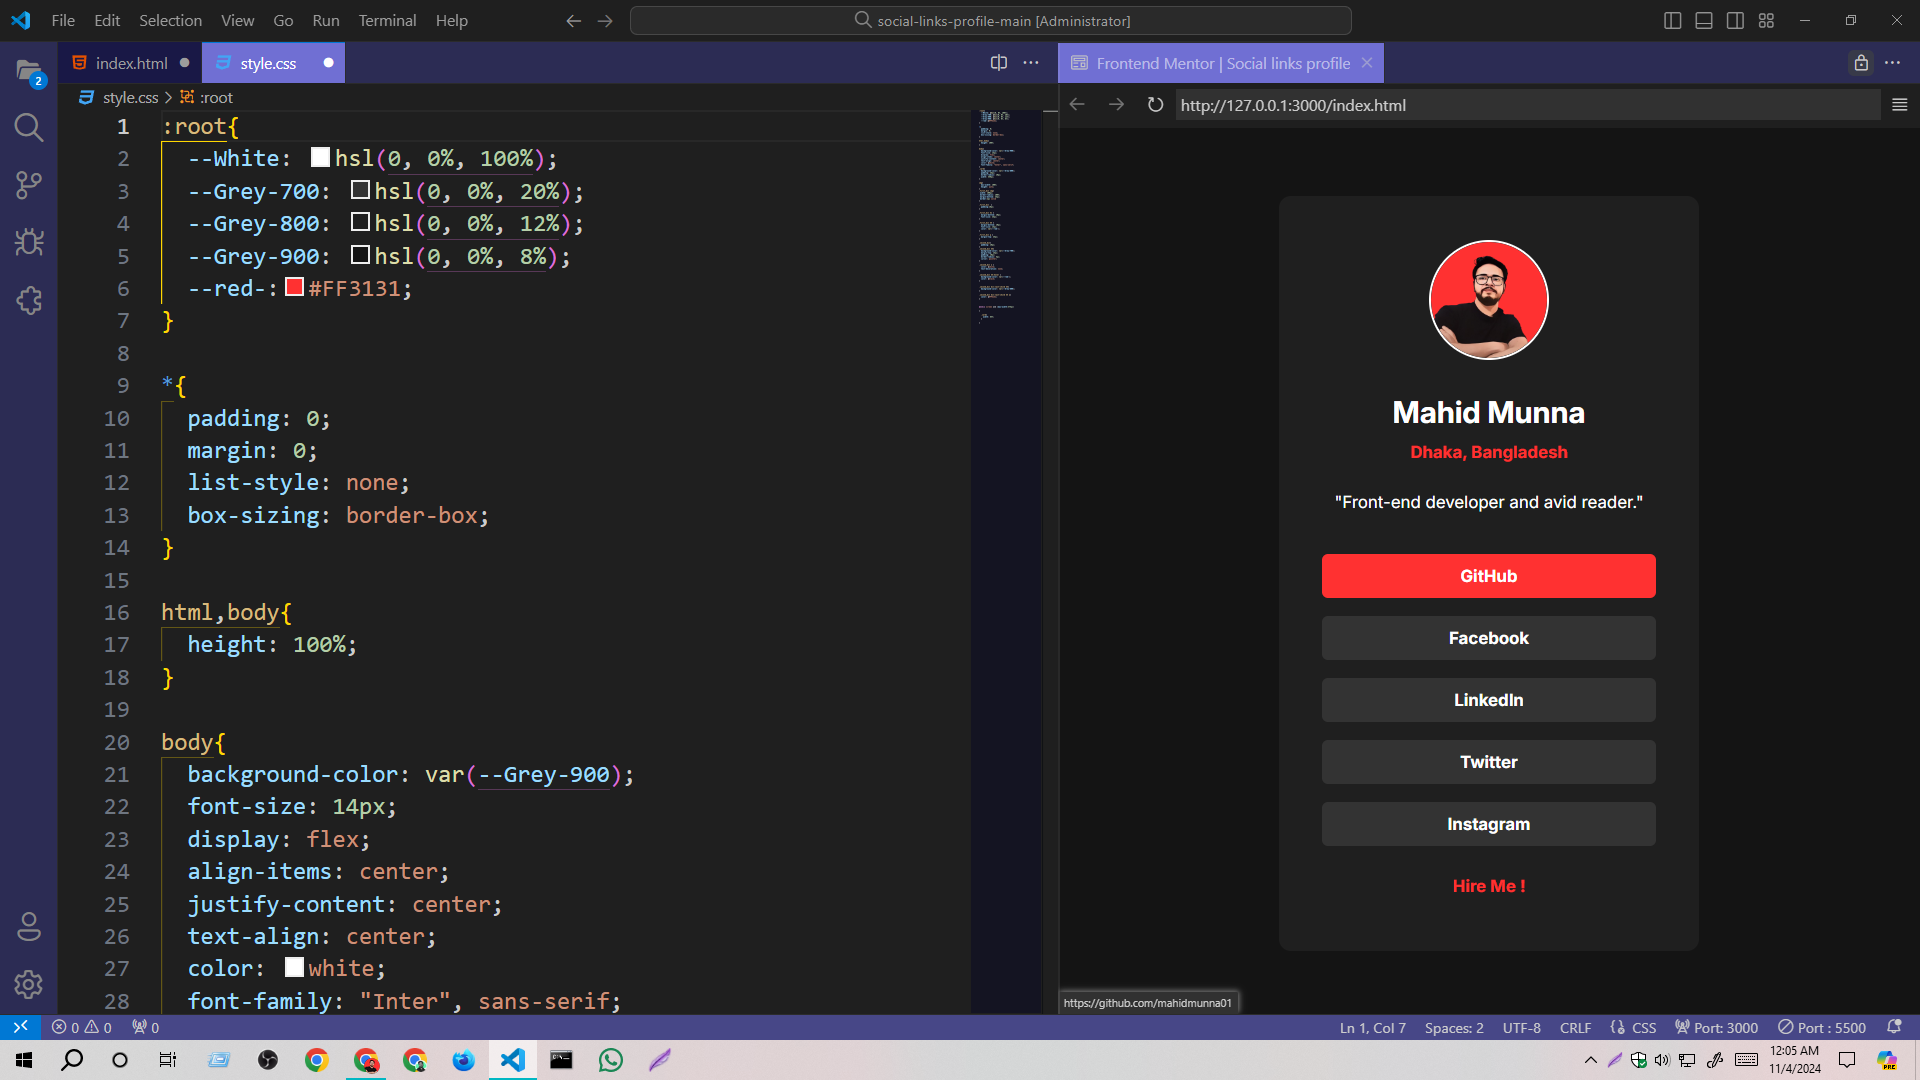 File Edit Selection View Go Run Terminal Help
social-links-profile-main [Administrator]
index.html
style.css
Frontend Mentor | Social links profile
style.css > :root
http://127.0.0.1:3000/index.html
2
1 :root{
2 --White: hsl(0, 0%, 100%);
3 --Grey-700: hsl(0, 0%, 20%);
4 --Grey-800: hsl(0, 0%, 12%);
5 --Grey-900: hsl(0, 0%, 8%);
6 --red-: #FF3131;
7 }
8
9 *{
10 padding: 0;
11 margin: 0;
12 list-style: none;
13 box-sizing: border-box;
14 }
15
16 html,body{
17 height: 100%;
18 }
19
20 body{
21 background-color: var(--Grey-900);
22 font-size: 14px;
23 display: flex;
24 align-items: center;
25 justify-content: center;
26 text-align: center;
27 color: white;
28 font-family: "Inter", sans-serif;
Mahid Munna
Dhaka, Bangladesh
"Front-end developer and avid reader."
GitHub
Facebook
LinkedIn
Twitter
Instagram
Hire Me !
https://github.com/mahidmunna01
0 0 0
Ln 1, Col 7 Spaces: 2 UTF-8 CRLF CSS Port: 3000 Port : 5500
12:05 AM
11/4/2024
PRE